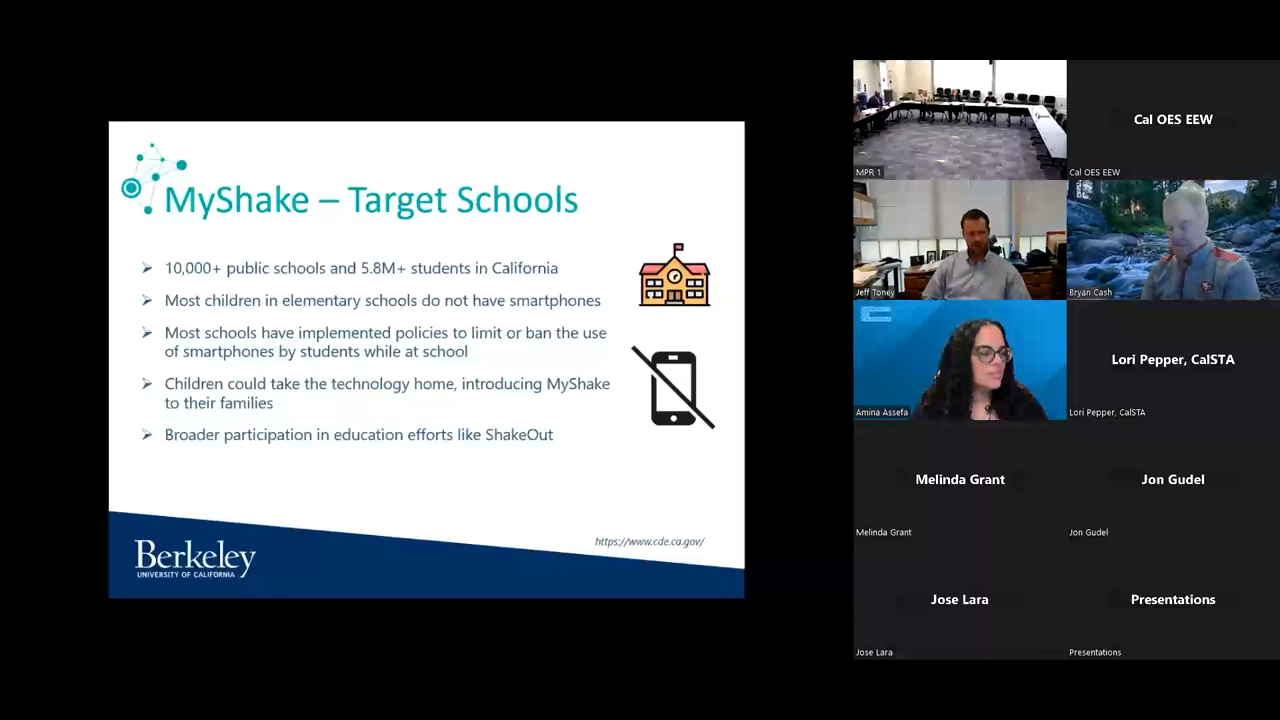 MyShake – Target Schools
10,000+ public schools and 5.8M+ students in California
Most children in elementary schools do not have smartphones
Most schools have implemented policies to limit or ban the use
of smartphones by students while at school
Children could take the technology home, introducing MyShake
to their families
Broader participation in education efforts like ShakeOut
https://www.cde.ca.gov/
Berkeley
UNIVERSITY OF CALIFORNIA
MPR 1
Cal OES EEW
Cal OES EEW
Jeff Toney
Bryan Cash
Amina Assefa
Lori Pepper, CalSTA
Lori Pepper, CalSTA
Melinda Grant
Melinda Grant
Jon Gudel
Jon Gudel
Jose Lara
Jose Lara
Presentations
Presentations